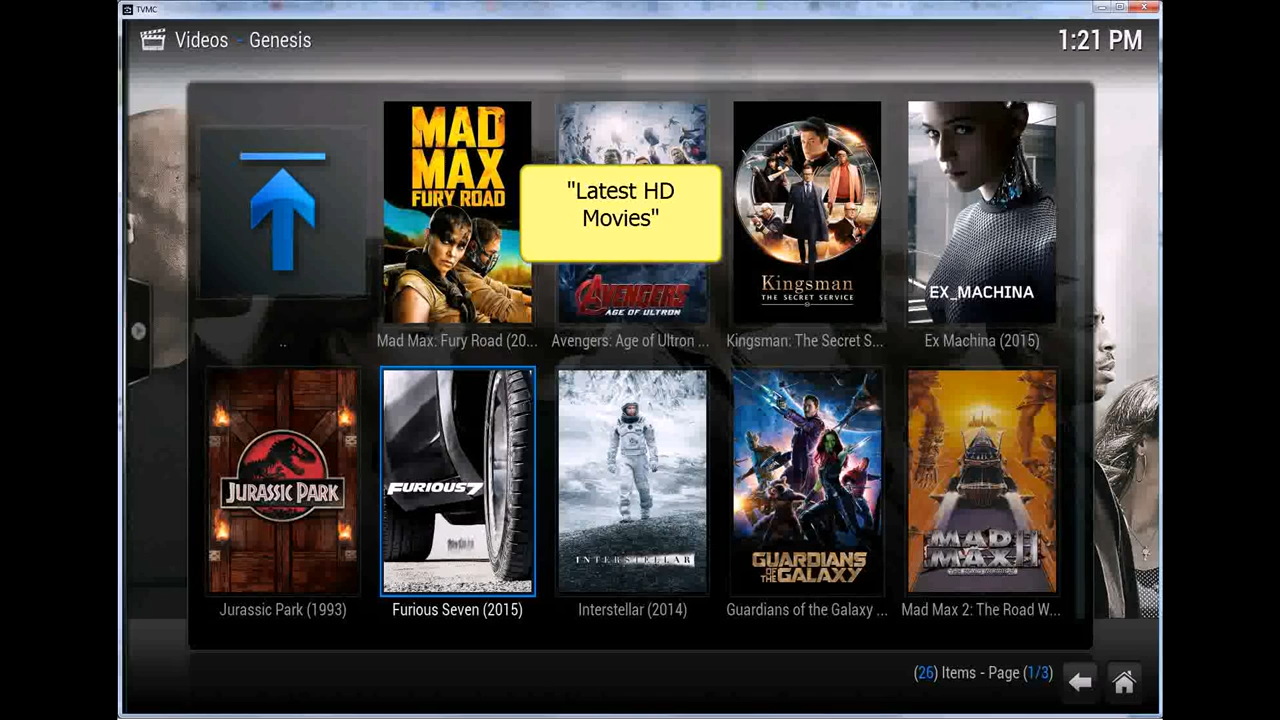 TVMC
Videos - Genesis
1:21 PM
MAD
MAX
FURY ROAD
"Latest HD
Movies"
AVENGERS
AGE OF ULTRON
Kingsman
THE SECRET SERVICE
EX_MACHINA
..
Mad Max: Fury Road (20...
Avengers: Age of Ultron ...
Kingsman: The Secret S...
Ex Machina (2015)
JURASSIC PARK
FURIOUS 7
INTERSTELLAR
GUARDIANS
OF THE GALAXY
MAD
MAX II
Jurassic Park (1993)
Furious Seven (2015)
Interstellar (2014)
Guardians of the Galaxy ...
Mad Max 2: The Road W...
(26) Items - Page (1/3)